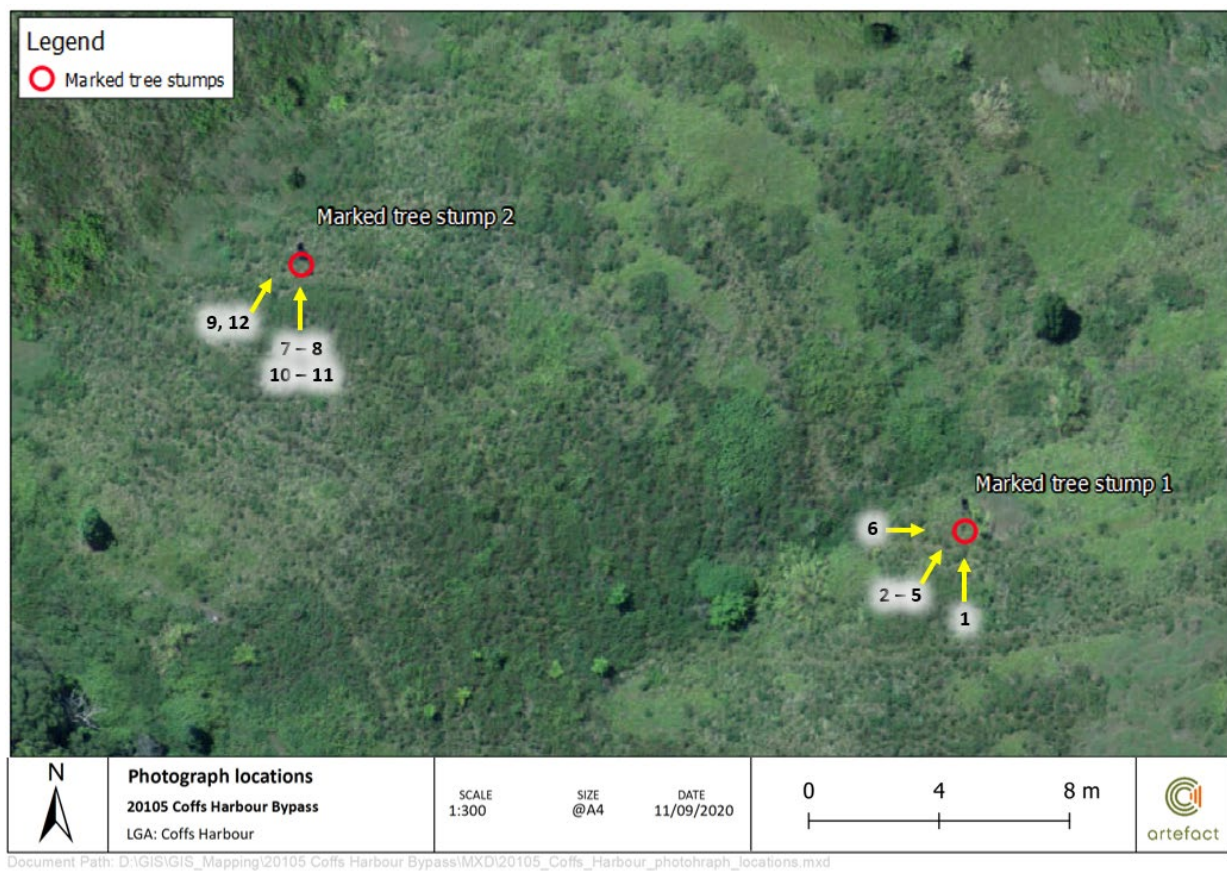 Legend
Marked tree stumps
Marked tree stump 2
9, 12
7 – 8
10 – 11
Marked tree stump 1
6
2 – 5
1
N
Photograph locations
20105 Coffs Harbour Bypass
LGA: Coffs Harbour
SCALE
1:300
SIZE
@A4
DATE
11/09/2020
0 4 8 m
artefact
Document Path: D:\GIS\GIS_Mapping\20105 Coffs Harbour Bypass\MXD\20105_Coffs_Harbour_photohraph_locations.mxd